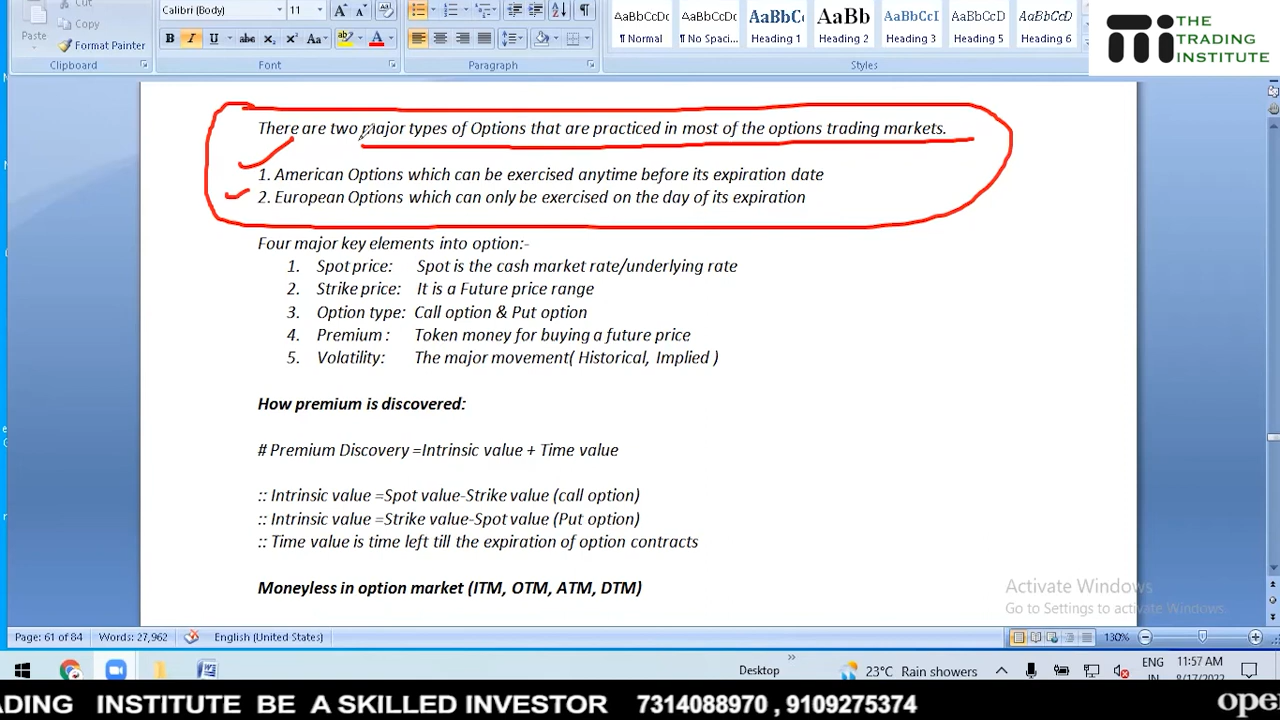 Cut
Paste
Format Painter
Clipboard
Calibri (Body)
11
Font
Paragraph
AaBbCcDc
¶ Normal
AaBbCcDc
¶ No Spaci...
AaBbCc
Heading 1
AaBb
Heading 2
AaBbCcI
Heading 3
AaBbCcDc
Heading 5
AaBbCcDc
Heading 6
Styles
THE
TRADING
INSTITUTE
There are two major types of Options that are practiced in most of the options trading markets.
1. American Options which can be exercised anytime before its expiration date
2. European Options which can only be exercised on the day of its expiration
Four major key elements into option:-
1. Spot price: Spot is the cash market rate/underlying rate
2. Strike price: It is a Future price range
3. Option type: Call option & Put option
4. Premium : Token money for buying a future price
5. Volatility: The major movement( Historical, Implied )
How premium is discovered:
# Premium Discovery =Intrinsic value + Time value
:: Intrinsic value =Spot value-Strike value (call option)
:: Intrinsic value =Strike value-Spot value (Put option)
:: Time value is time left till the expiration of option contracts
Moneyless in option market (ITM, OTM, ATM, DTM)
Activate Windows
Go to Settings to activate Windows.
Page: 61 of 84
Words: 27,962
English (United States)
130%
Desktop
23°C Rain showers
ENG
IN
11:57 AM
8/17/2022
ADING INSTITUTE BE A SKILLED INVESTOR 7314088970 , 9109275374
ope